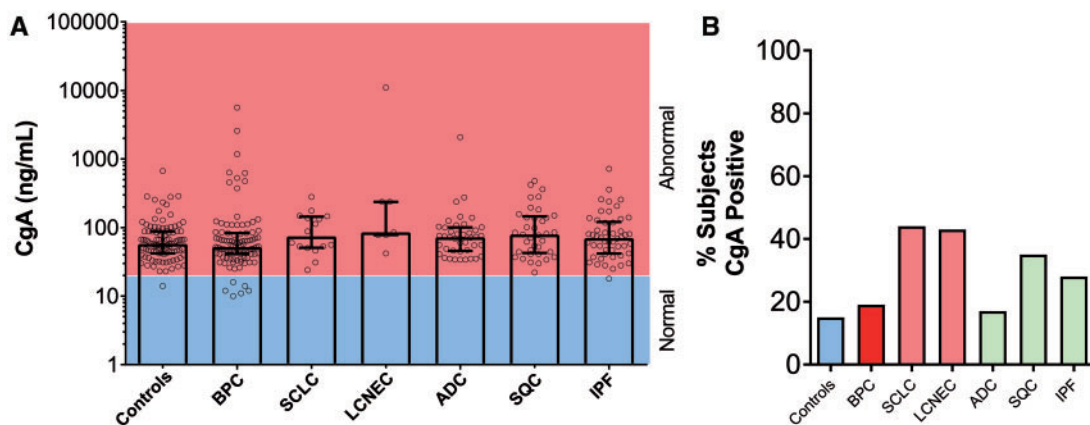 A
CgA (ng/mL)
100000
10000
1000
100
10
1
Abnormal
Normal
Controls
BPC
SCLC
LCNEC
ADC
SQC
IPF
B
% Subjects
CgA Positive
100
80
60
40
20
0
Controls
BPC
SCLC
LCNEC
ADC
SQC
IPF